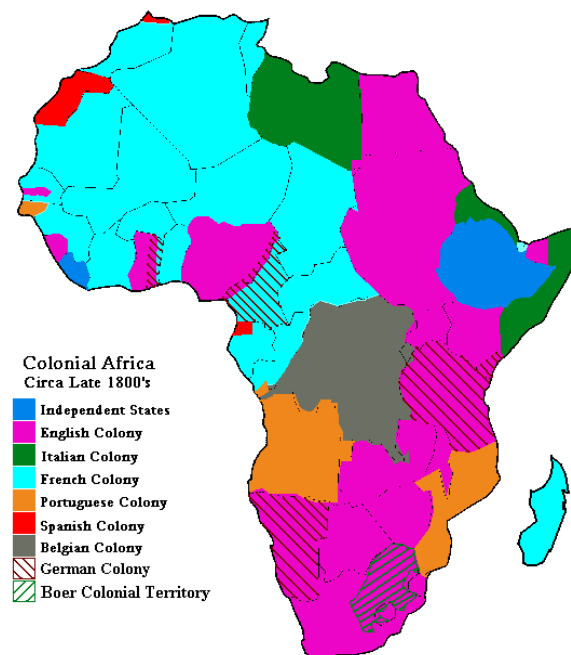 Colonial Africa
Circa Late 1800's
Independent States
English Colony
Italian Colony
French Colony
Portuguese Colony
Spanish Colony
Belgian Colony
German Colony
Boer Colonial Territory